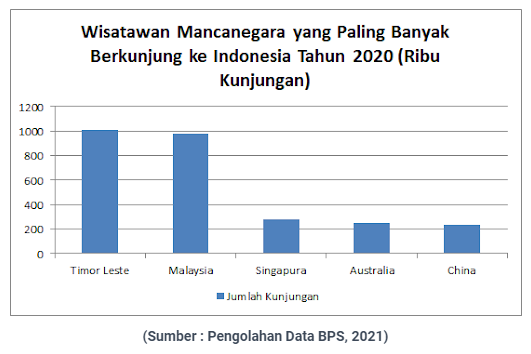 Wisatawan Mancanegara yang Paling Banyak
Berkunjung ke Indonesia Tahun 2020 (Ribu
Kunjungan)
1200
1000
800
600
400
200
0
Timor Leste Malaysia Singapura Australia China
Jumlah Kunjungan
(Sumber : Pengolahan Data BPS, 2021)